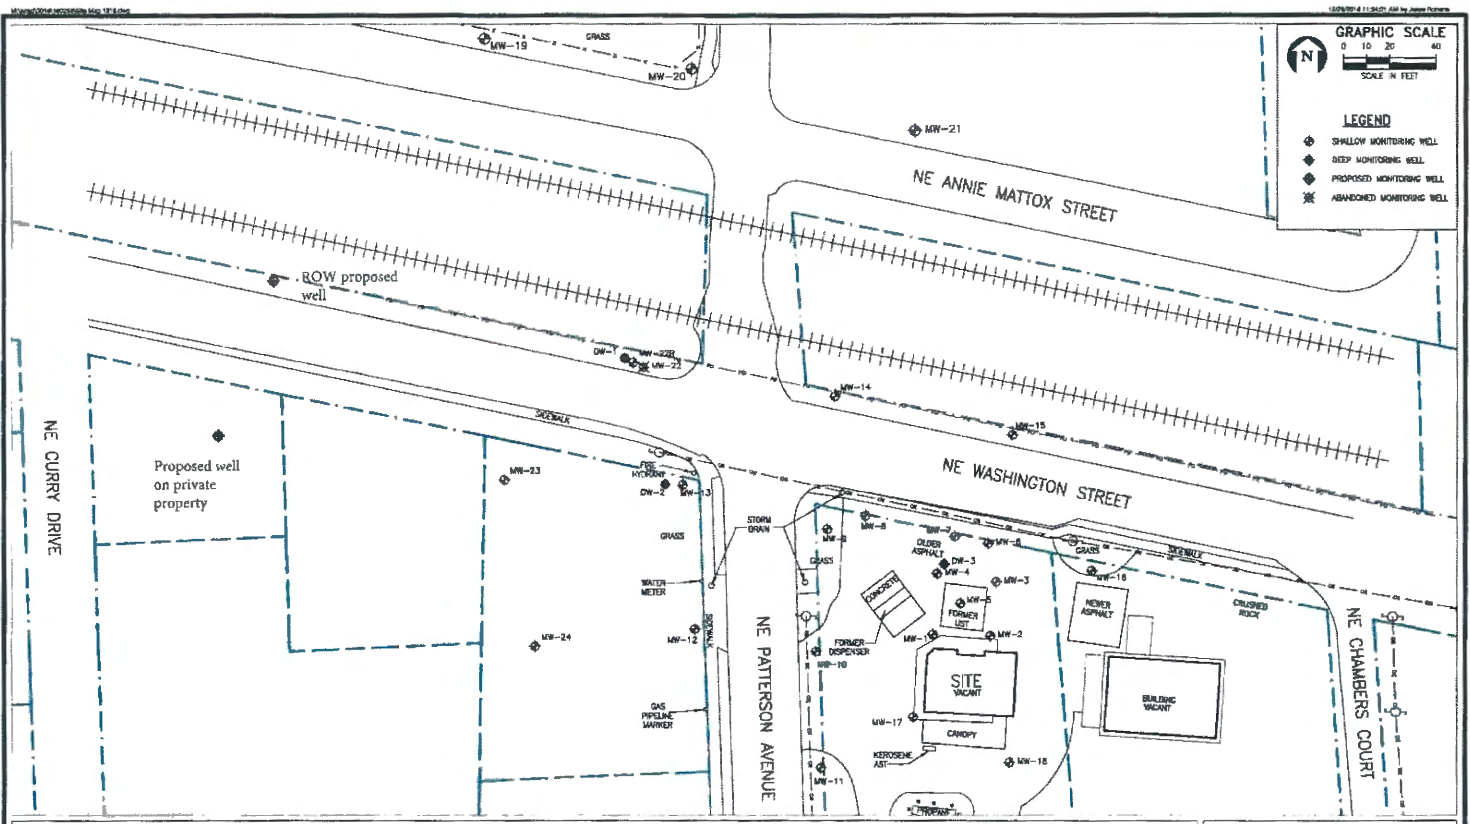 GRAPHIC SCALE
0 10 20 40
SCALE IN FEET
N
LEGEND
SHALLOW MONITORING WELL
DEEP MONITORING WELL
PROPOSED MONITORING WELL
ABANDONED MONITORING WELL
MW-19
GRASS
MW-20
MW-21
NE ANNIE MATTOX STREET
ROW proposed
well
DW-1
MW-22R
MW-22
MW-14
MW-15
SIDEWALK
NE WASHINGTON STREET
NE CURRY DRIVE
Proposed well
on private
property
MW-23
FIRE
HYDRANT
DW-2
MW-13
STORM
DRAIN
GRASS
WATER
METER
SIDEWALK
MW-24
MW-12
GAS
PIPELINE
MARKER
NE PATTERSON AVENUE
MW-9
MW-8
MW-7
MW-6
OLDER
ASPHALT
GRASS
DW-3
MW-4
MW-3
CONCRETE
MW-5
FORMER
UST
FORMER
DISPENSER
MW-1
MW-2
MW-10
SITE
VACANT
MW-17
CANOPY
KEROSENE
AST
MW-18
MW-11
GRASS
SIDEWALK
MW-16
NEWER
ASPHALT
CRUSHED
ROCK
BUILDING
VACANT
NE CHAMBERS COURT